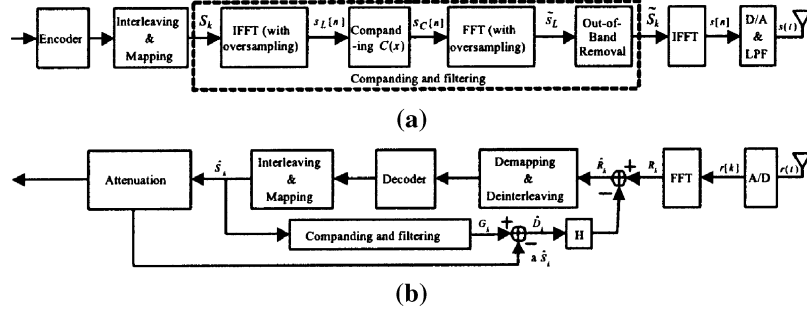 Encoder
Interleaving
&
Mapping
S_k
IFFT (with
oversampling)
s_L[n]
Compand
-ing C(x)
s_C[n]
FFT (with
oversampling)
S̃_L
Out-of-
Band
Removal
S̃_k
IFFT
s[n]
D/A
&
LPF
s(t)
Companding and filtering
(a)
Attenuation
Ŝ_k
Interleaving
&
Mapping
Decoder
Demapping
&
Deinterleaving
R̂_k
+
−
R_k
FFT
r[k]
A/D
r(t)
Companding and filtering
G_k
+
−
D̂_k
H
a Ŝ_k
(b)